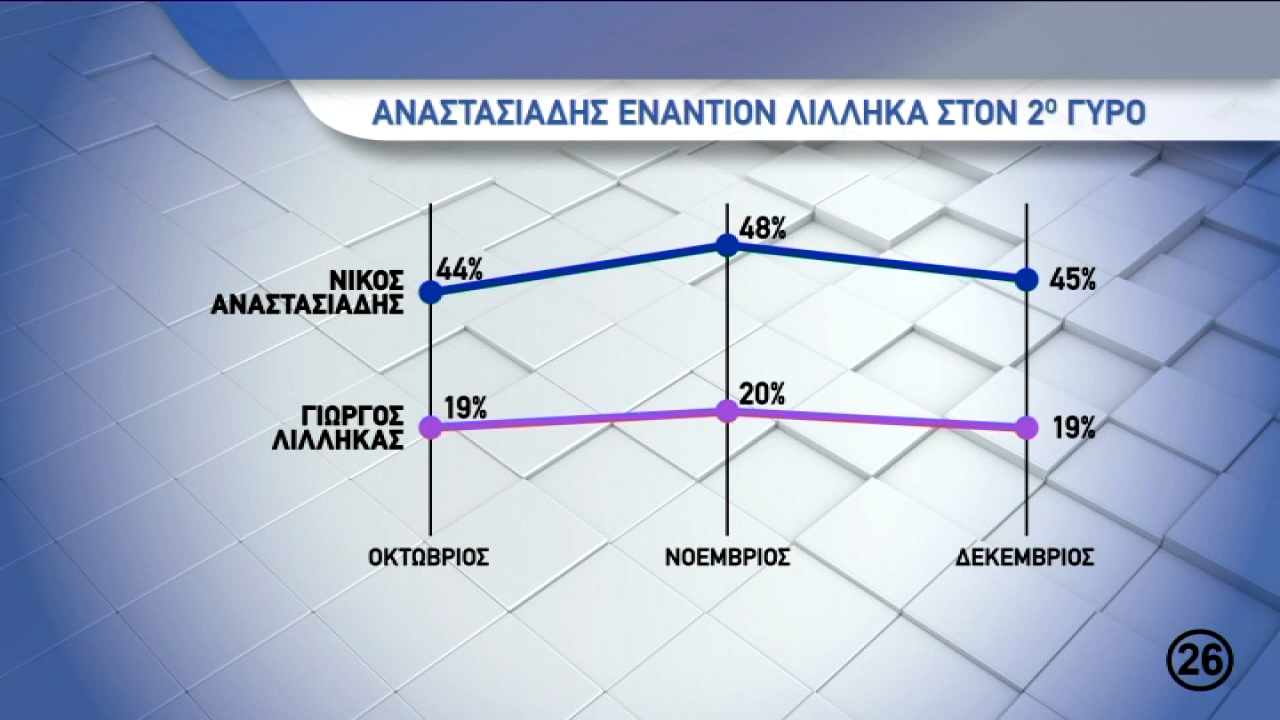 ΑΝΑΣΤΑΣΙΑΔΗΣ ΕΝΑΝΤΙΟΝ ΛΙΛΛΗΚΑ ΣΤΟΝ 2ο ΓΥΡΟ
48%
44%
ΝΙΚΟΣ
ΑΝΑΣΤΑΣΙΑΔΗΣ
45%
20%
19%
ΓΙΩΡΓΟΣ
ΛΙΛΛΗΚΑΣ
19%
ΟΚΤΩΒΡΙΟΣ
ΝΟΕΜΒΡΙΟΣ
ΔΕΚΕΜΒΡΙΟΣ
26